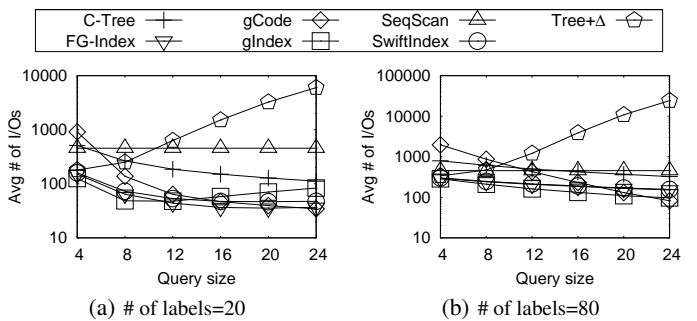 C-Tree gCode SeqScan Tree+Δ
FG-Index gIndex SwiftIndex
Avg # of I/Os
10000
1000
100
10
4 8 12 16 20 24
Query size
(a) # of labels=20
Avg # of I/Os
100000
10000
1000
100
10
4 8 12 16 20 24
Query size
(b) # of labels=80